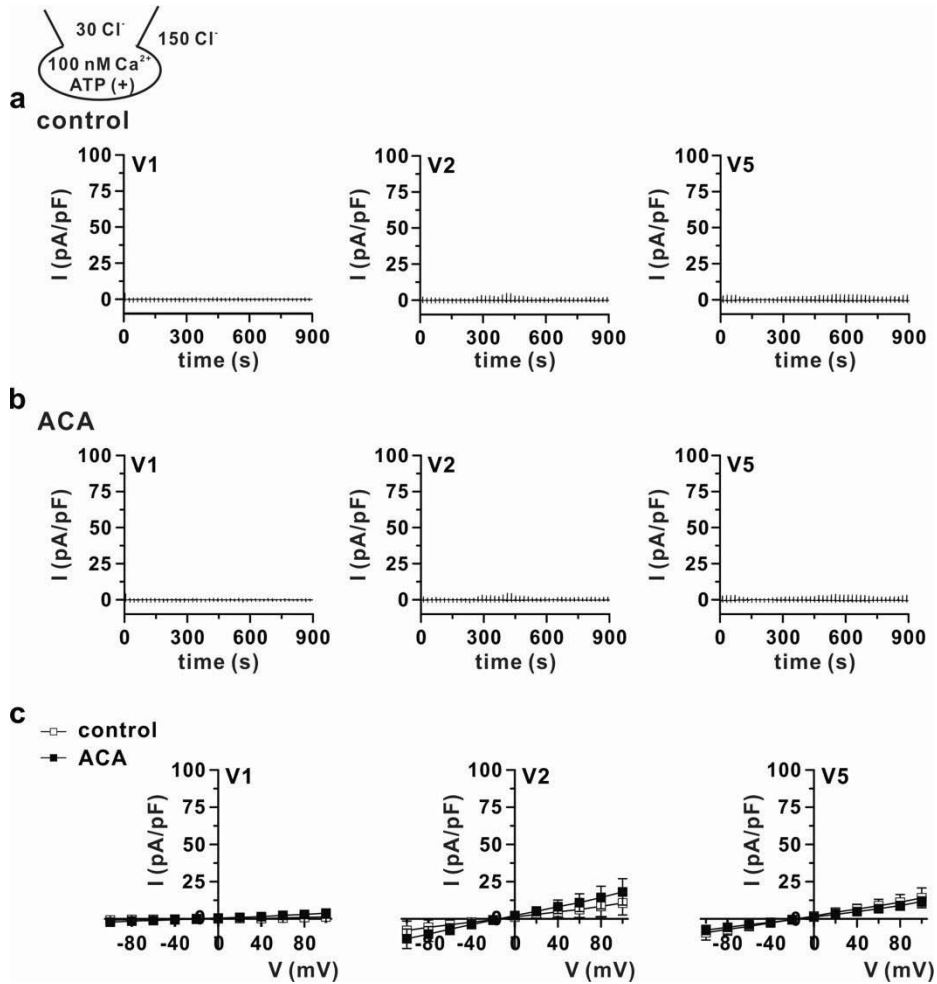 30 Cl⁻
150 Cl⁻
100 nM Ca²⁺
ATP (+)
a
control
V1
V2
V5
I (pA/pF)
100
75
50
25
0
0 300 600 900
time (s)
I (pA/pF)
100
75
50
25
0
0 300 600 900
time (s)
I (pA/pF)
100
75
50
25
0
0 300 600 900
time (s)
b
ACA
V1
V2
V5
I (pA/pF)
100
75
50
25
0
0 300 600 900
time (s)
I (pA/pF)
100
75
50
25
0
0 300 600 900
time (s)
I (pA/pF)
100
75
50
25
0
0 300 600 900
time (s)
c
control
ACA
V1
V2
V5
I (pA/pF)
100
75
50
25
0
-80 -40 0 40 80
V (mV)
I (pA/pF)
100
75
50
25
0
-80 -40 0 40 80
V (mV)
I (pA/pF)
100
75
50
25
0
-80 -40 0 40 80
V (mV)